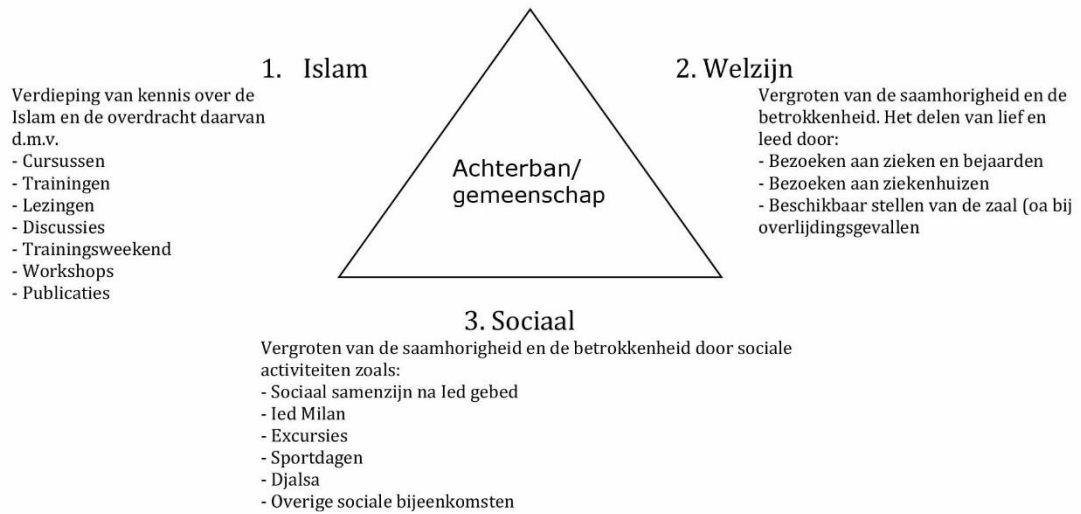 1. Islam
Verdieping van kennis over de
Islam en de overdracht daarvan
d.m.v.
- Cursussen
- Trainingen
- Lezingen
- Discussies
- Trainingsweekend
- Workshops
- Publicaties
Achterban/
gemeenschap
2. Welzijn
Vergroten van de saamhorigheid en de
betrokkenheid. Het delen van lief en
leed door:
- Bezoeken aan zieken en bejaarden
- Bezoeken aan ziekenhuizen
- Beschikbaar stellen van de zaal (oa bij
overlijdingsgevallen
3. Sociaal
Vergroten van de saamhorigheid en de betrokkenheid door sociale
activiteiten zoals:
- Sociaal samenzijn na Ied gebed
- Ied Milan
- Excursies
- Sportdagen
- Djalsa
- Overige sociale bijeenkomsten